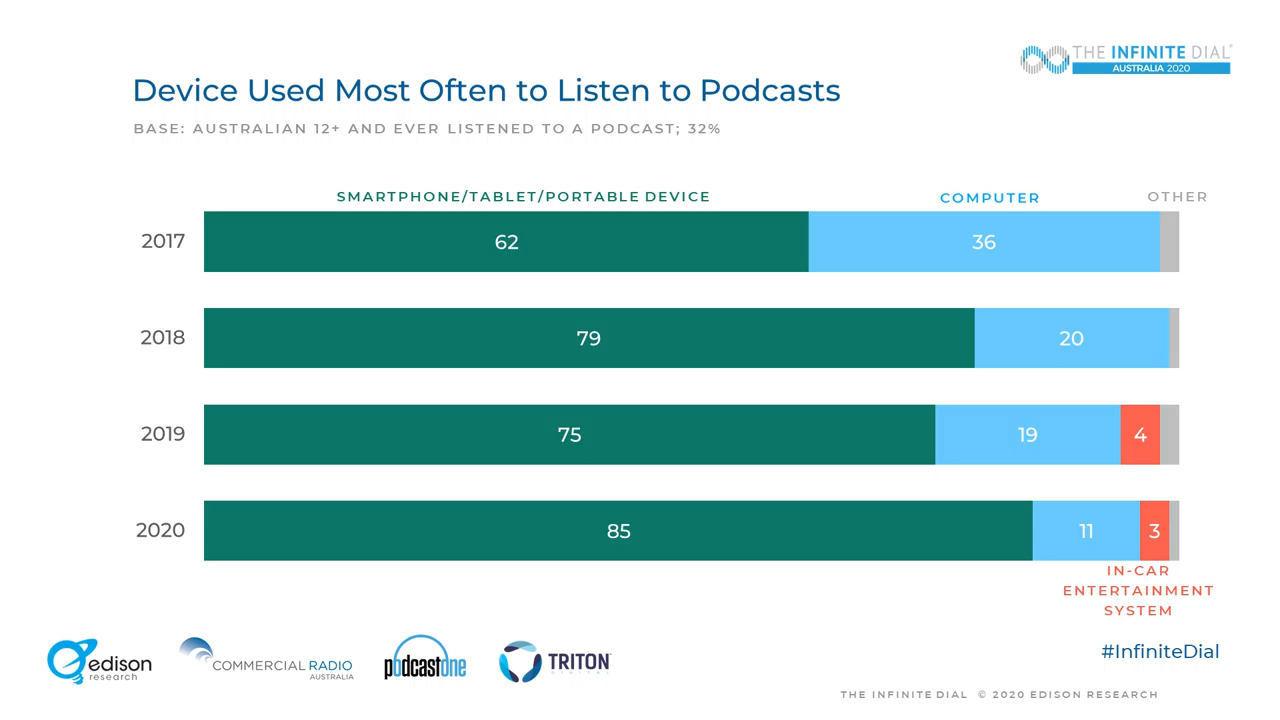 THE INFINITE DIAL®
AUSTRALIA 2020
Device Used Most Often to Listen to Podcasts
BASE: AUSTRALIAN 12+ AND EVER LISTENED TO A PODCAST; 32%
SMARTPHONE/TABLET/PORTABLE DEVICE COMPUTER OTHER
2017 62 36
2018 79 20
2019 75 19 4
2020 85 11 3
IN-CAR
ENTERTAINMENT
SYSTEM
edison
research
COMMERCIAL RADIO
AUSTRALIA
podcastone
TRITON
#InfiniteDial
THE INFINITE DIAL © 2020 EDISON RESEARCH